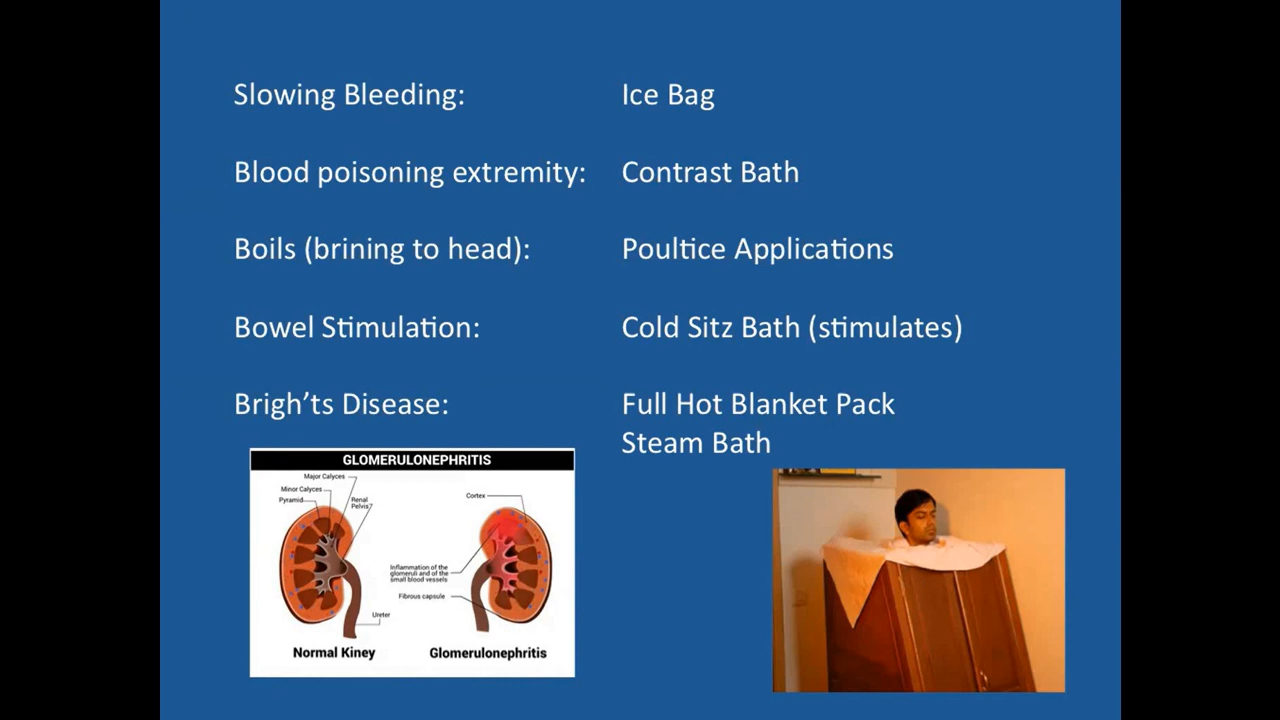 Slowing Bleeding: Ice Bag
Blood poisoning extremity: Contrast Bath
Boils (brining to head): Poultice Applications
Bowel Stimulation: Cold Sitz Bath (stimulates)
Brigh’ts Disease: Full Hot Blanket Pack
Steam Bath
GLOMERULONEPHRITIS
Major Calyces
Minor Calyces
Pyramid
Renal
Pelvis
Ureter
Normal Kiney
Cortex
Inflammation of the
glomeruli and of the
small blood vessels
Fibrous capsule
Glomerulonephritis